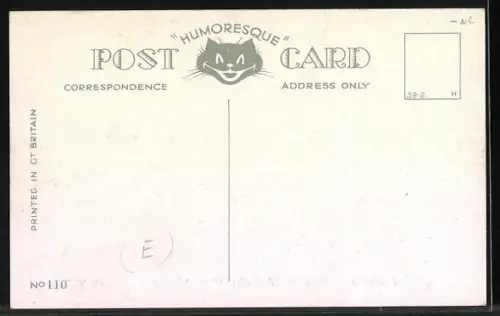 "HUMORESQUE"
POST CARD
CORRESPONDENCE
ADDRESS ONLY
39-2. H
PRINTED IN GT BRITAIN
(E)
No 110